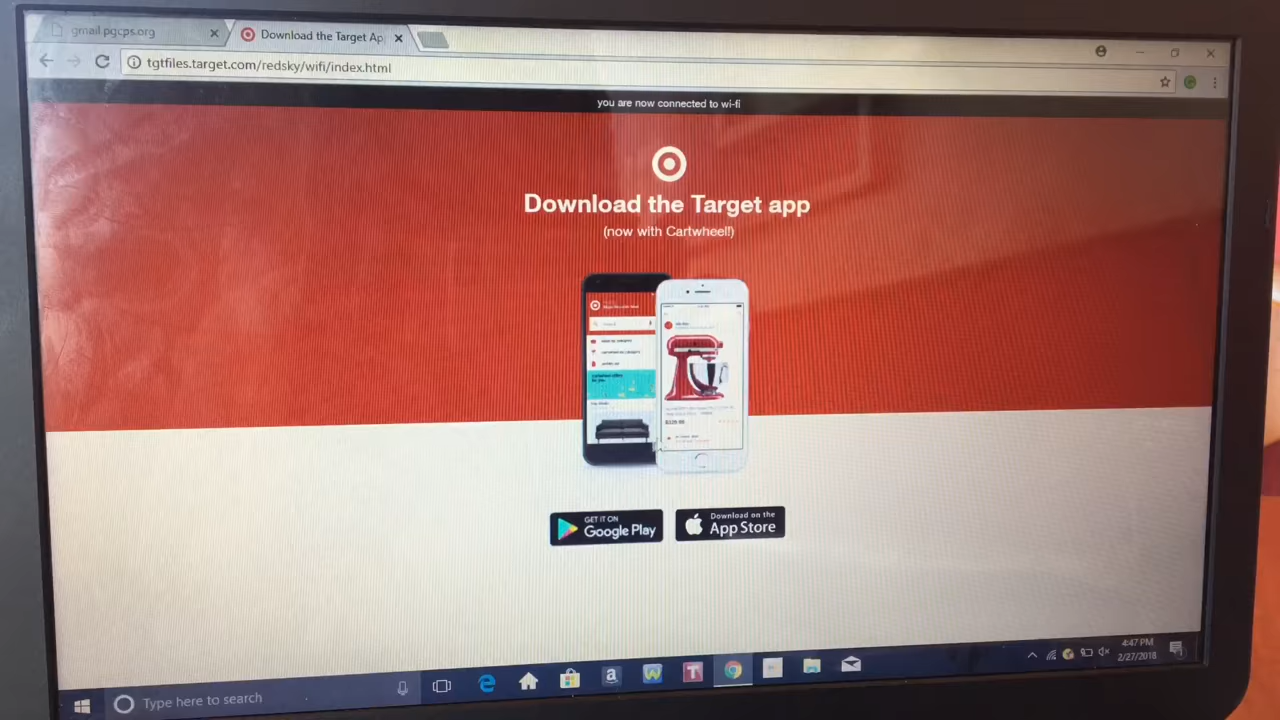 gmail.pgcps.org
Download the Target Ap
tgtfiles.target.com/redsky/wifi/index.html
you are now connected to wi-fi
Download the Target app
(now with Cartwheel!)
GET IT ON
Google Play
Download on the
App Store
4:47 PM
2/27/2018
Type here to search